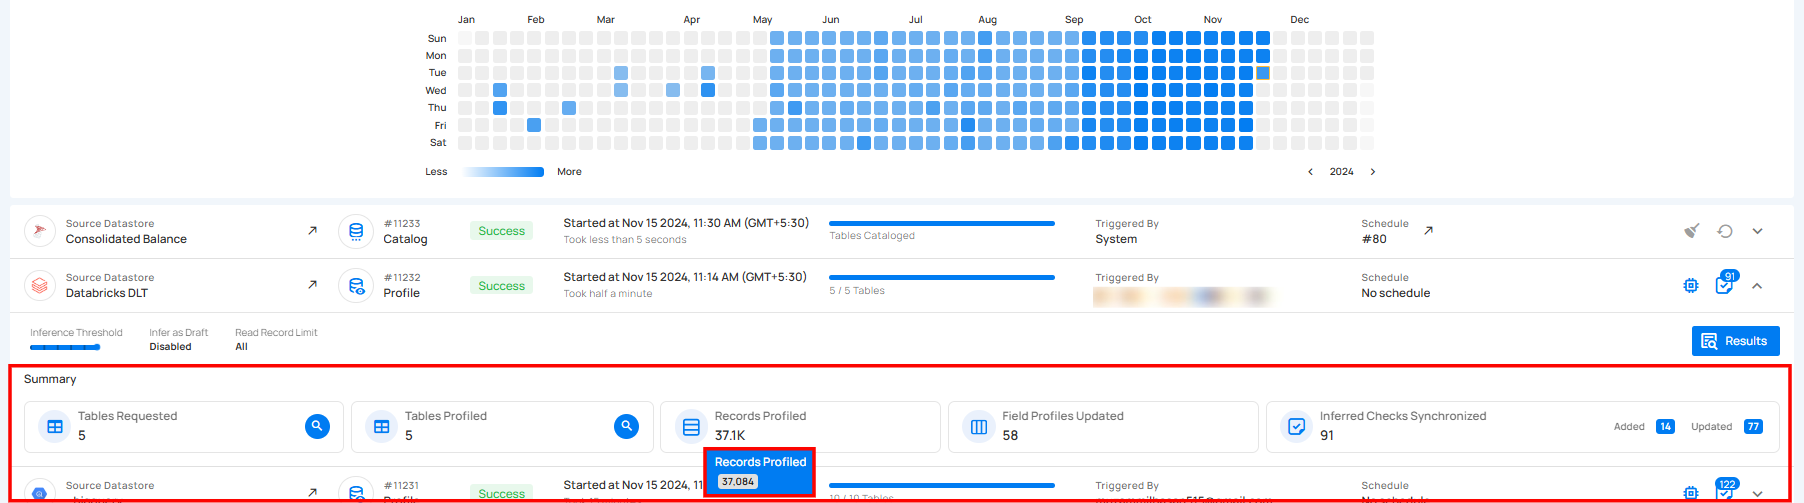 Jan Feb Mar Apr May Jun Jul Aug Sep Oct Nov Dec
Sun
Mon
Tue
Wed
Thu
Fri
Sat
Less More 2024
Source Datastore #11233 Started at Nov 15 2024, 11:30 AM (GMT+5:30) Triggered By Schedule
Consolidated Balance Catalog Success Took less than 5 seconds Tables Cataloged System #80
Source Datastore #11232 Started at Nov 15 2024, 11:14 AM (GMT+5:30) Triggered By Schedule 91
Databricks DLT Profile Success Took half a minute 5 / 5 Tables No schedule
Inference Threshold Infer as Draft Read Record Limit
Disabled All Results
Summary
Tables Requested Tables Profiled Records Profiled Field Profiles Updated Inferred Checks Synchronized
5 5 37.1K 58 91 Added 14 Updated 77
Records Profiled
37,084
Source Datastore #11231 Started at Nov 15 2024, 11 Triggered By Schedule 122
Profile Success 10 / 10 Tables No schedule